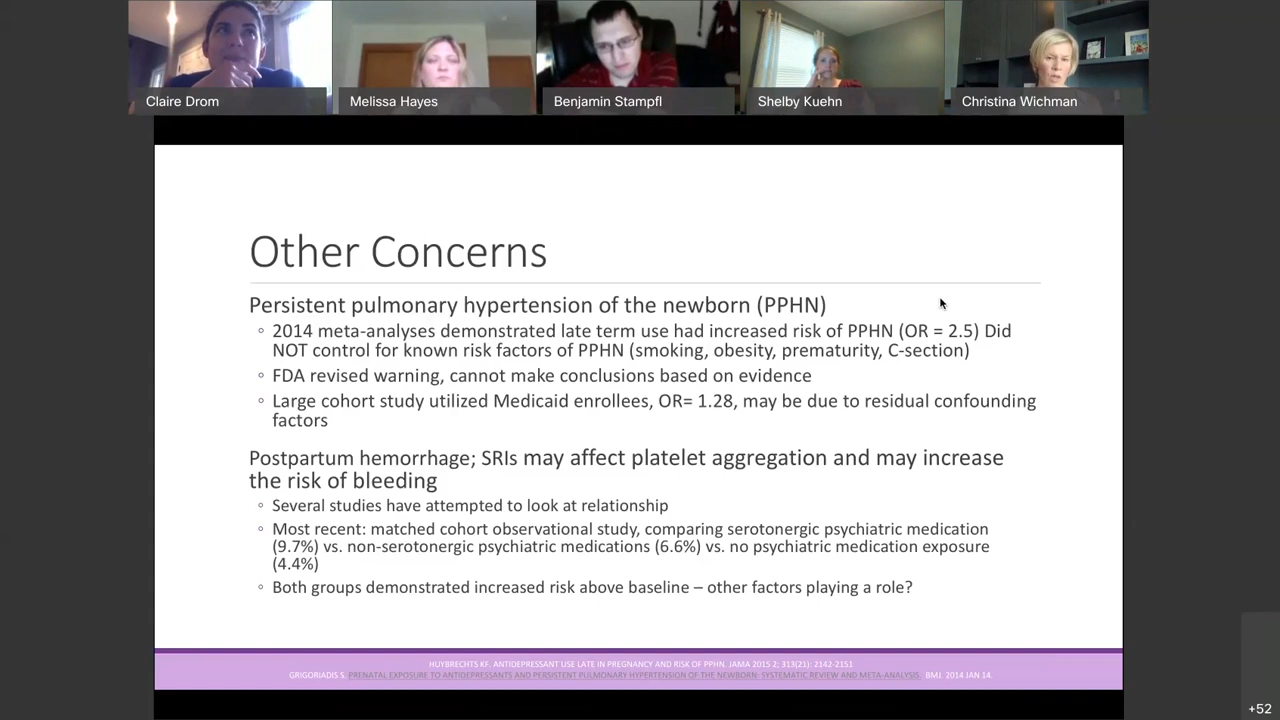 Claire Drom
Melissa Hayes
Benjamin Stampfl
Shelby Kuehn
Christina Wichman
Other Concerns
Persistent pulmonary hypertension of the newborn (PPHN)
◦ 2014 meta-analyses demonstrated late term use had increased risk of PPHN (OR = 2.5) Did
NOT control for known risk factors of PPHN (smoking, obesity, prematurity, C-section)
◦ FDA revised warning, cannot make conclusions based on evidence
◦ Large cohort study utilized Medicaid enrollees, OR= 1.28, may be due to residual confounding
factors
Postpartum hemorrhage; SRIs may affect platelet aggregation and may increase
the risk of bleeding
◦ Several studies have attempted to look at relationship
◦ Most recent: matched cohort observational study, comparing serotonergic psychiatric medication
(9.7%) vs. non-serotonergic psychiatric medications (6.6%) vs. no psychiatric medication exposure
(4.4%)
◦ Both groups demonstrated increased risk above baseline – other factors playing a role?
HUYBRECHTS KF. ANTIDEPRESSANT USE LATE IN PREGNANCY AND RISK OF PPHN. JAMA 2015 2; 313(21): 2142-2151
GRIGORIADIS S. PRENATAL EXPOSURE TO ANTIDEPRESSANTS AND PERSISTENT PULMONARY HYPERTENSION OF THE NEWBORN: SYSTEMATIC REVIEW AND META-ANALYSIS. BMJ. 2014 JAN 14.
+52